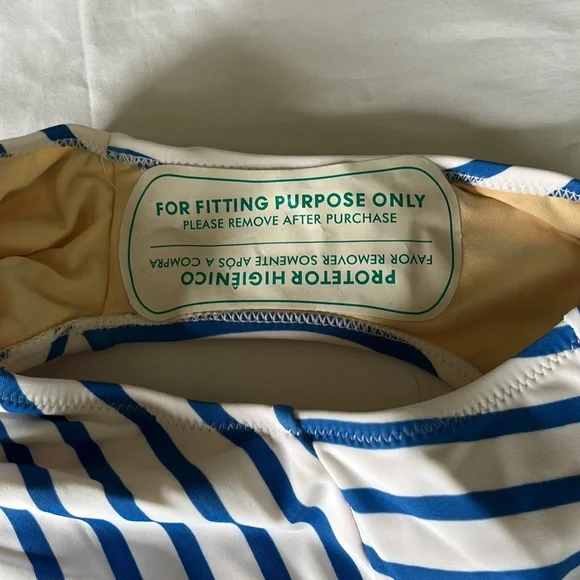 FOR FITTING PURPOSE ONLY
PLEASE REMOVE AFTER PURCHASE
PROTETOR HIGIÊNICO
FAVOR REMOVER SOMENTE APÓS A COMPRA